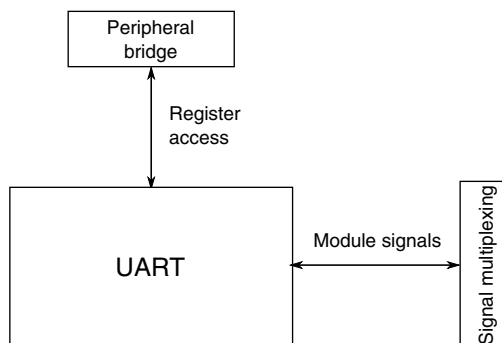 Peripheral
bridge
Register
access
Module signals
UART
Signal multiplexing